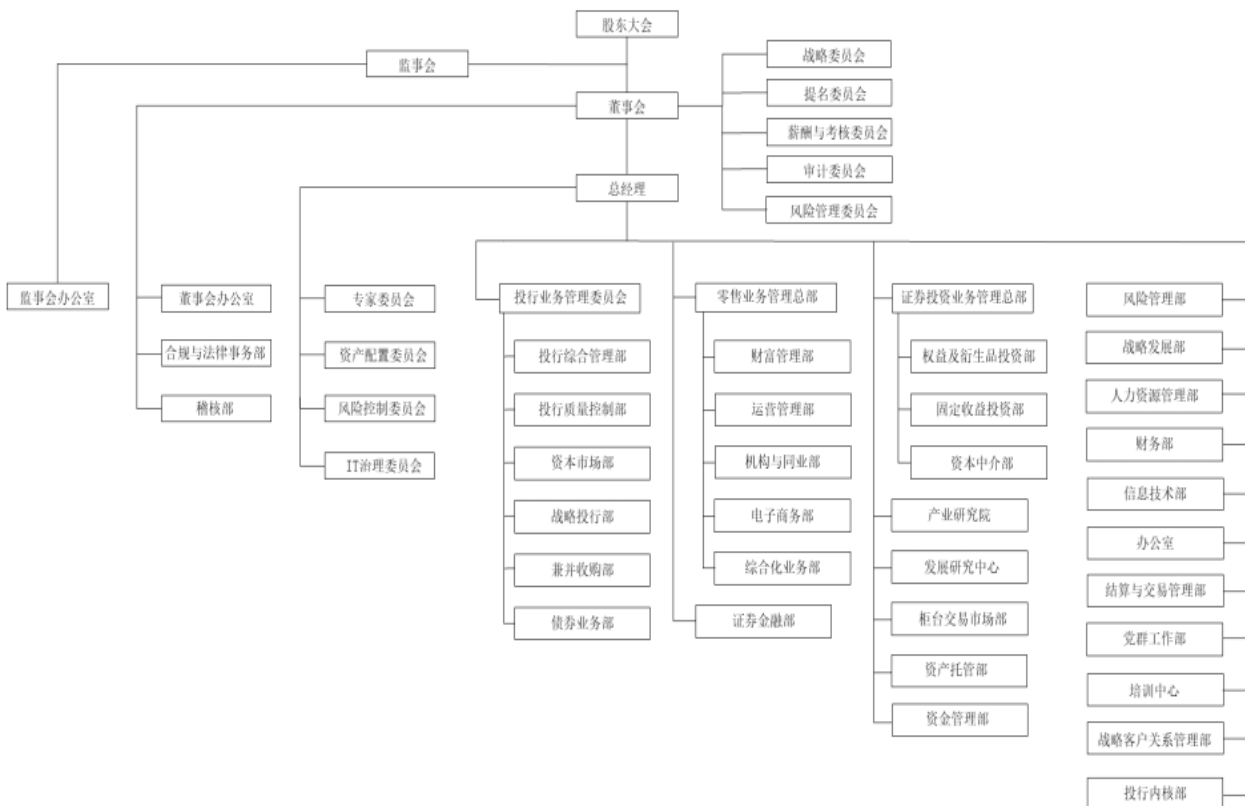 股东大会
监事会
战略委员会
提名委员会
董事会
薪酬与考核委员会
审计委员会
总经理
风险管理委员会
监事会办公室
董事会办公室
合规与法律事务部
稽核部
专家委员会
资产配置委员会
风险控制委员会
IT治理委员会
投行业务管理委员会
投行综合管理部
投行质量控制部
资本市场部
战略投行部
兼并收购部
债券业务部
零售业务管理总部
财富管理部
运营管理部
机构与同业部
电子商务部
综合化业务部
证券金融部
证券投资业务管理总部
权益及衍生品投资部
固定收益投资部
资本中介部
产业研究院
发展研究中心
柜台交易市场部
资产托管部
资金管理部
风险管理部
战略发展部
人力资源管理部
财务部
信息技术部
办公室
结算与交易管理部
党群工作部
培训中心
战略客户关系管理部
投行内核部